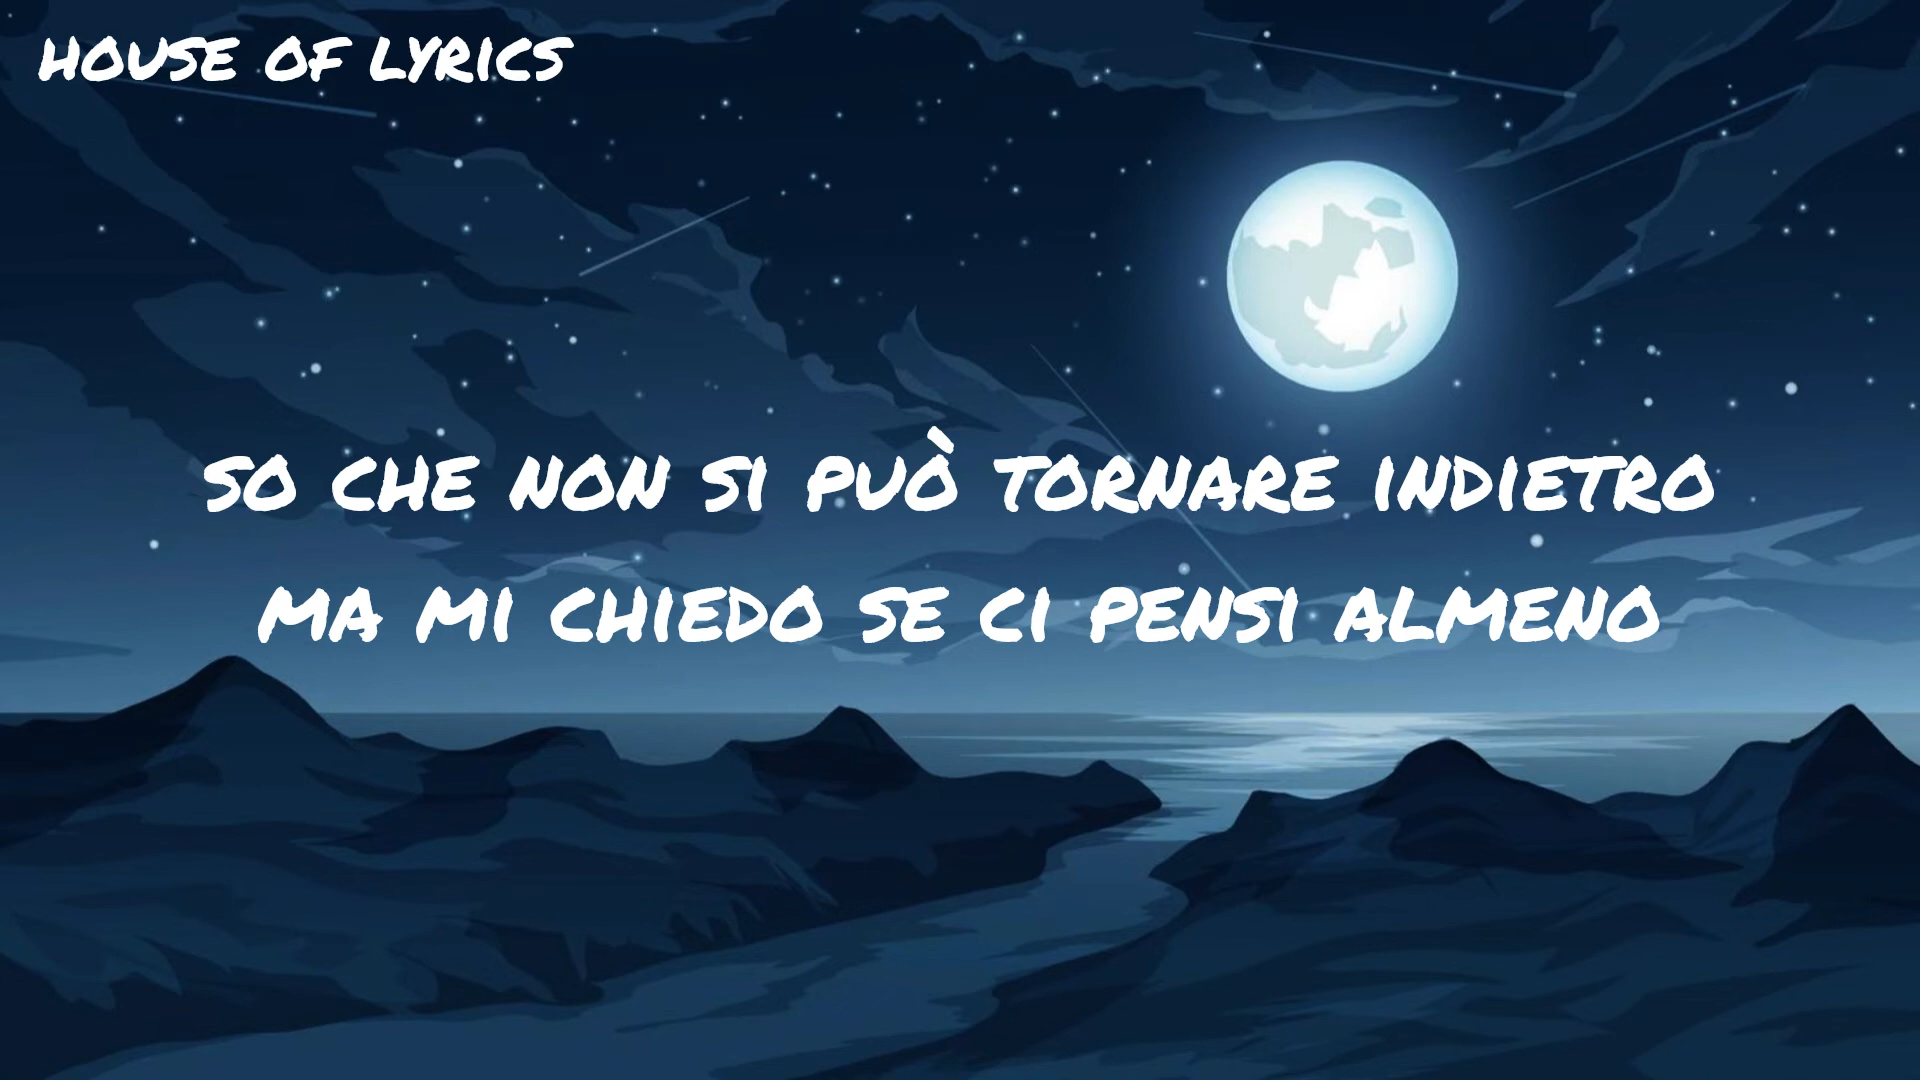 HOUSE OF LYRICS
SO CHE NON SI PUÒ TORNARE INDIETRO
MA MI CHIEDO SE CI PENSI ALMENO